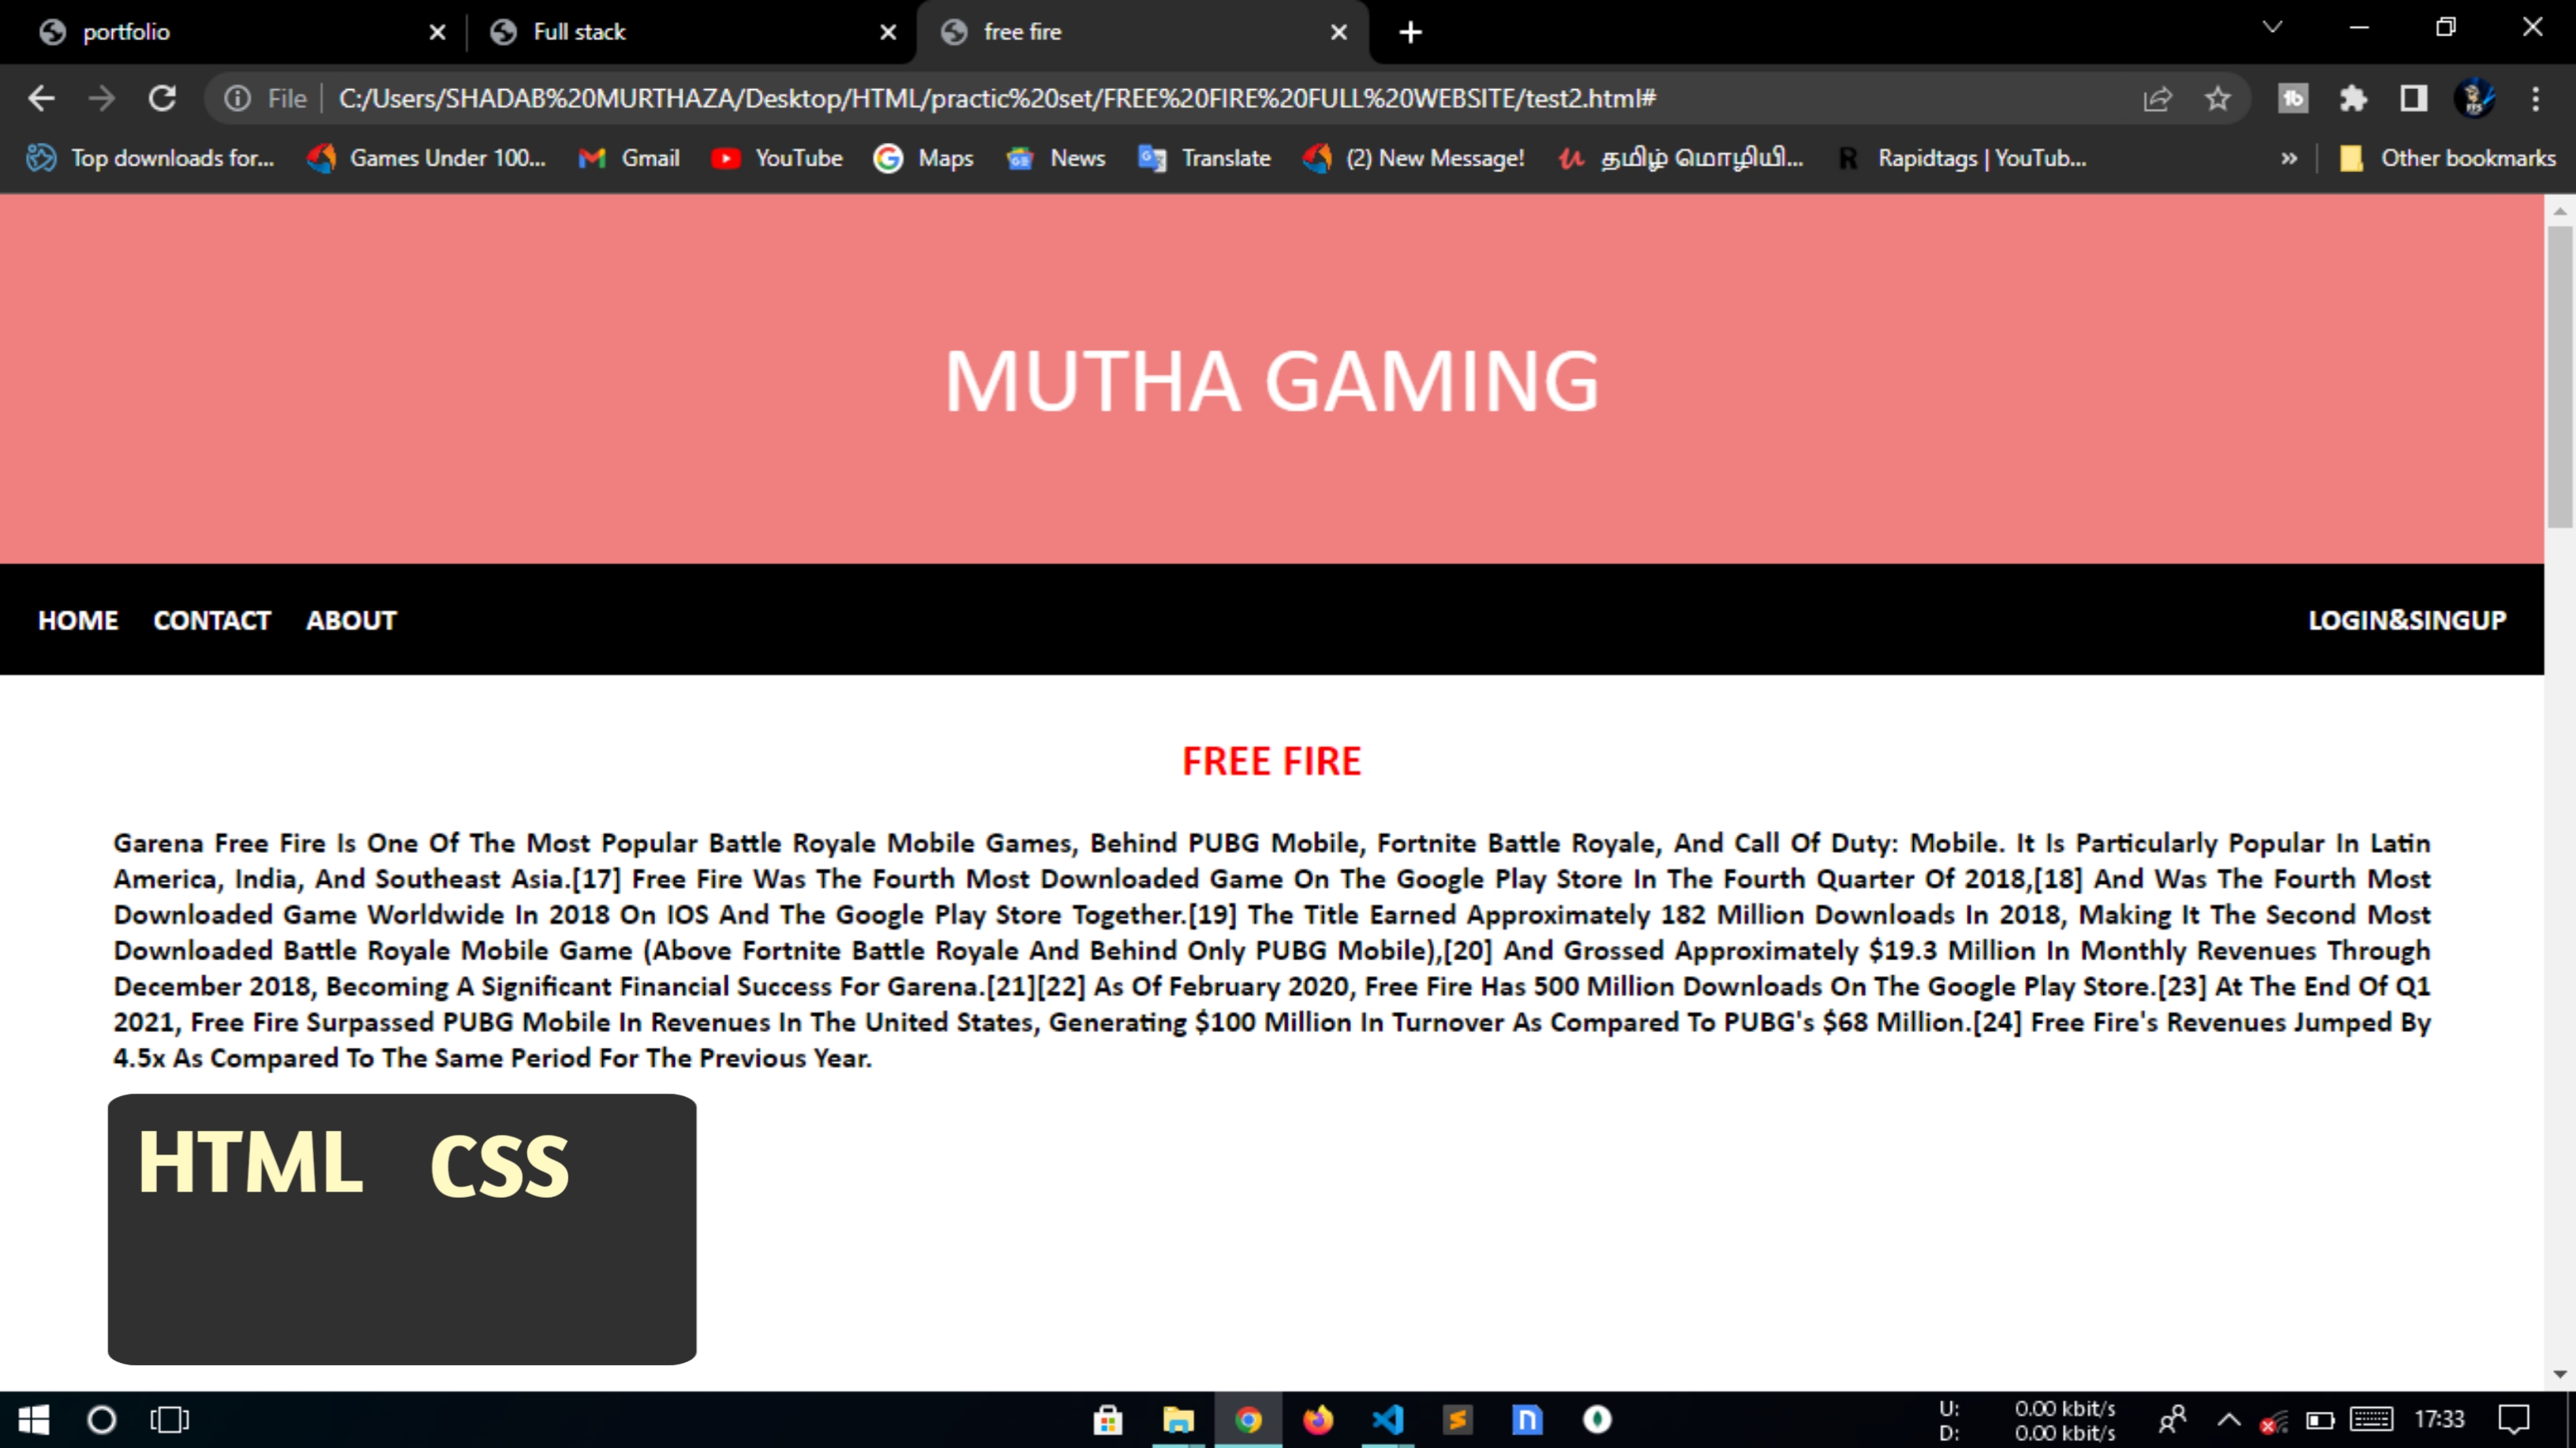 portfolio
Full stack
free fire
File
C:/Users/SHADAB%20MURTHAZA/Desktop/HTML/practic%20set/FREE%20FIRE%20FULL%20WEBSITE/test2.html#
Top downloads for...
Games Under 100...
Gmail
YouTube
Maps
News
Translate
(2) New Message!
தமிழ் மொழியி...
Rapidtags | YouTub...
»
Other bookmarks
MUTHA GAMING
HOME CONTACT ABOUT LOGIN&SINGUP
FREE FIRE
Garena Free Fire Is One Of The Most Popular Battle Royale Mobile Games, Behind PUBG Mobile, Fortnite Battle Royale, And Call Of Duty: Mobile. It Is Particularly Popular In Latin
America, India, And Southeast Asia.[17] Free Fire Was The Fourth Most Downloaded Game On The Google Play Store In The Fourth Quarter Of 2018,[18] And Was The Fourth Most
Downloaded Game Worldwide In 2018 On IOS And The Google Play Store Together.[19] The Title Earned Approximately 182 Million Downloads In 2018, Making It The Second Most
Downloaded Battle Royale Mobile Game (Above Fortnite Battle Royale And Behind Only PUBG Mobile),[20] And Grossed Approximately $19.3 Million In Monthly Revenues Through
December 2018, Becoming A Significant Financial Success For Garena.[21][22] As Of February 2020, Free Fire Has 500 Million Downloads On The Google Play Store.[23] At The End Of Q1
2021, Free Fire Surpassed PUBG Mobile In Revenues In The United States, Generating $100 Million In Turnover As Compared To PUBG's $68 Million.[24] Free Fire's Revenues Jumped By
4.5x As Compared To The Same Period For The Previous Year.
HTML CSS
U: 0.00 kbit/s
D: 0.00 kbit/s
17:33